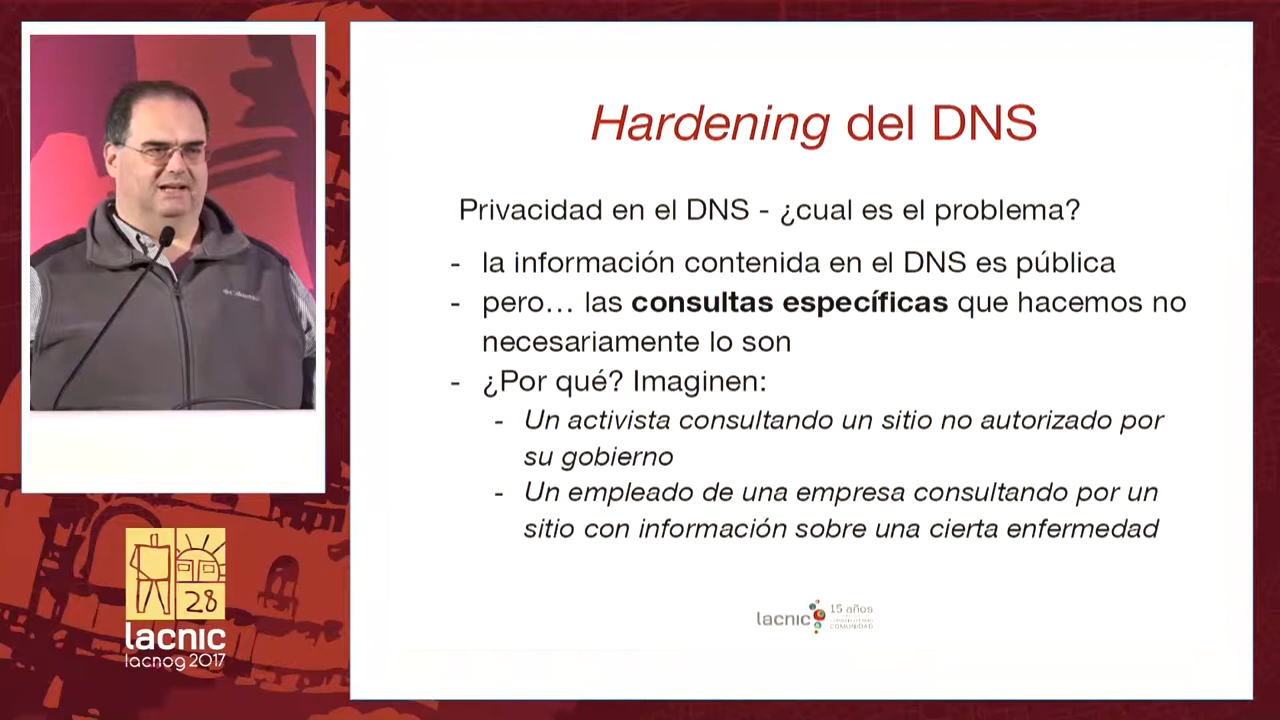 Hardening del DNS
Privacidad en el DNS - ¿cual es el problema?
- la información contenida en el DNS es pública
- pero... las consultas específicas que hacemos no
necesariamente lo son
- ¿Por qué? Imaginen:
- Un activista consultando un sitio no autorizado por
su gobierno
- Un empleado de una empresa consultando por un
sitio con información sobre una cierta enfermedad
lacnic
15 años
COMUNIDAD
Columbia
28
lacnic
lacnog 2017